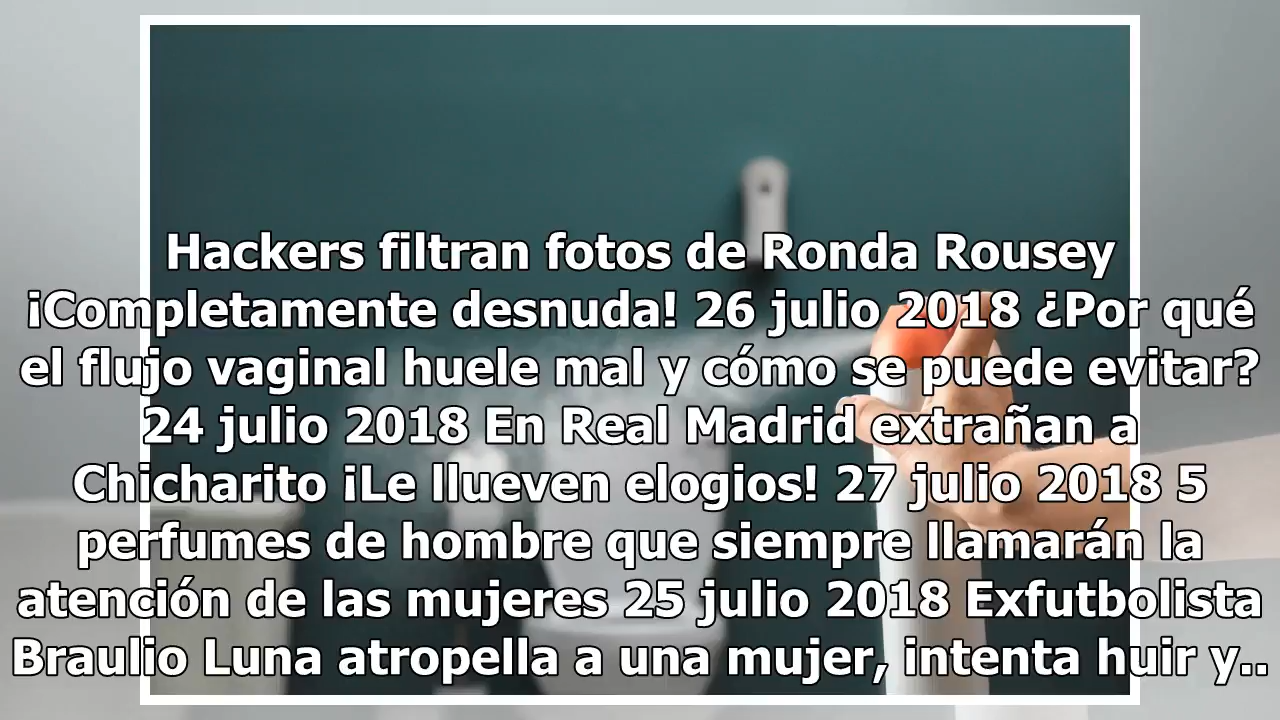 Hackers filtran fotos de Ronda Rousey
¡Completamente desnuda! 26 julio 2018 ¿Por qué
el flujo vaginal huele mal y cómo se puede evitar?
24 julio 2018 En Real Madrid extrañan a
Chicharito ¡Le llueven elogios! 27 julio 2018 5
perfumes de hombre que siempre llamarán la
atención de las mujeres 25 julio 2018 Exfutbolista
Braulio Luna atropella a una mujer, intenta huir y..